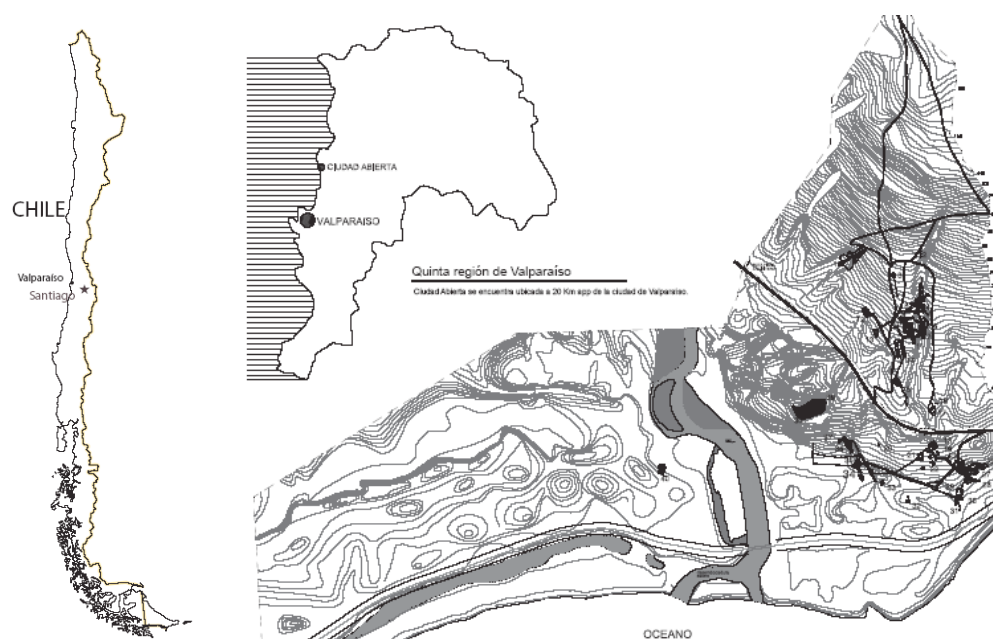 CHILE
Valparaíso
Santiago
CIUDAD ABIERTA
VALPARAISO
Quinta región de Valparaíso
Ciudad Abierta se encuentra ubicada a 20 Km app de la ciudad de Valparaiso.
OCEANO